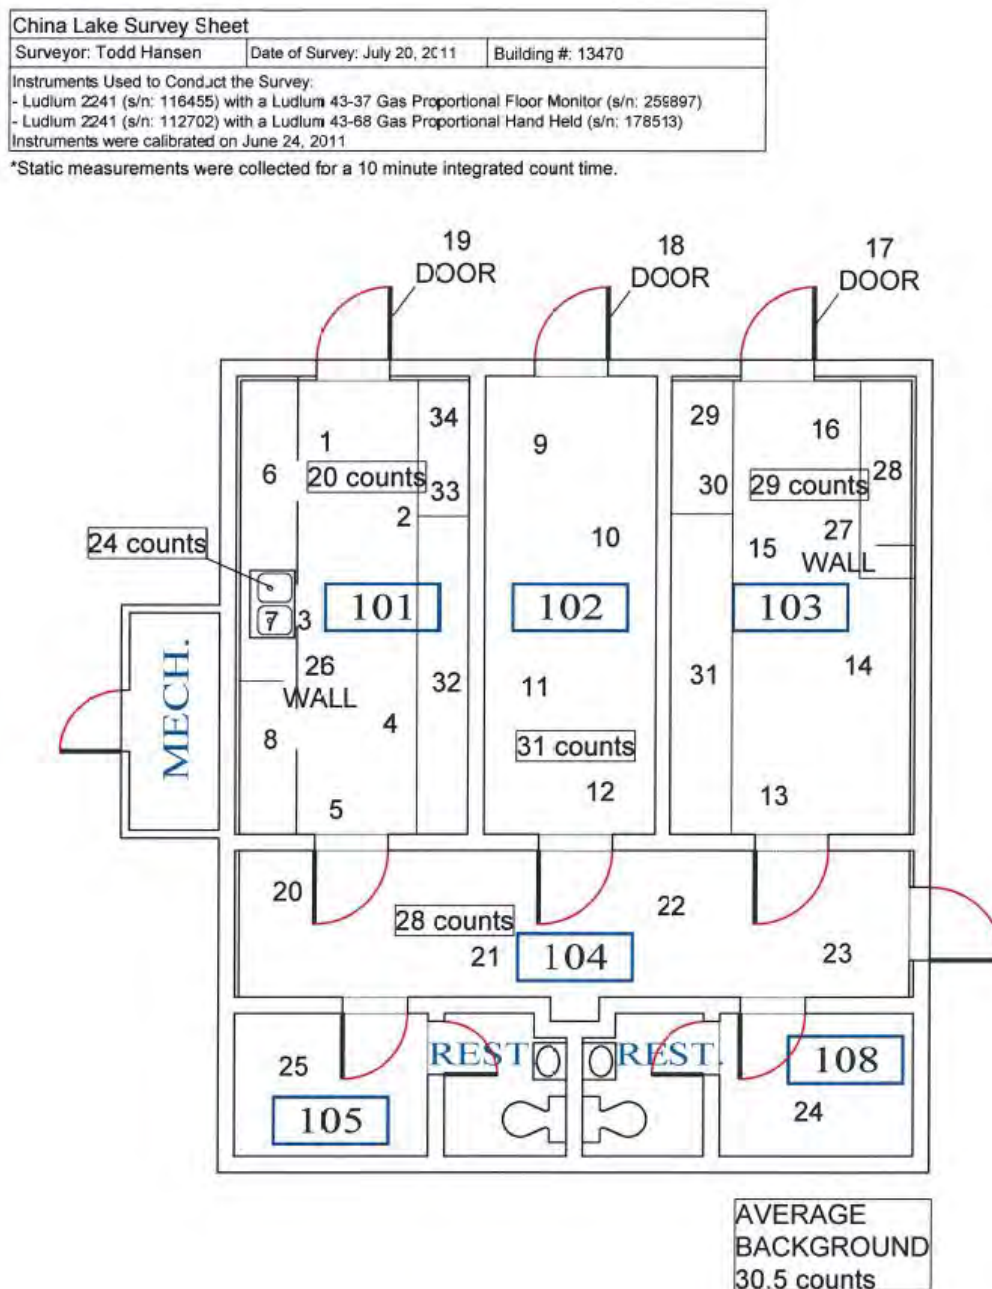 China Lake Survey Sheet
Surveyor: Todd Hansen Date of Survey: July 20, 2011 Building #: 13470
Instruments Used to Conduct the Survey:
- Ludlum 2241 (s/n: 116455) with a Ludlum 43-37 Gas Proportional Floor Monitor (s/n: 259897)
- Ludlum 2241 (s/n: 112702) with a Ludlum 43-68 Gas Proportional Hand Held (s/n: 178513)
Instruments were calibrated on June 24, 2011
*Static measurements were collected for a 10 minute integrated count time.
19
DOOR
18
DOOR
17
DOOR
34
29
16
1
9
6
20 counts
33
30
29 counts
28
2
10
15
27
WALL
24 counts
7
3
101
102
103
MECH.
26
WALL
32
11
31
14
8
4
31 counts
5
12
13
20
28 counts
22
21
104
23
25
REST.
REST.
108
105
24
AVERAGE
BACKGROUND
30.5 counts